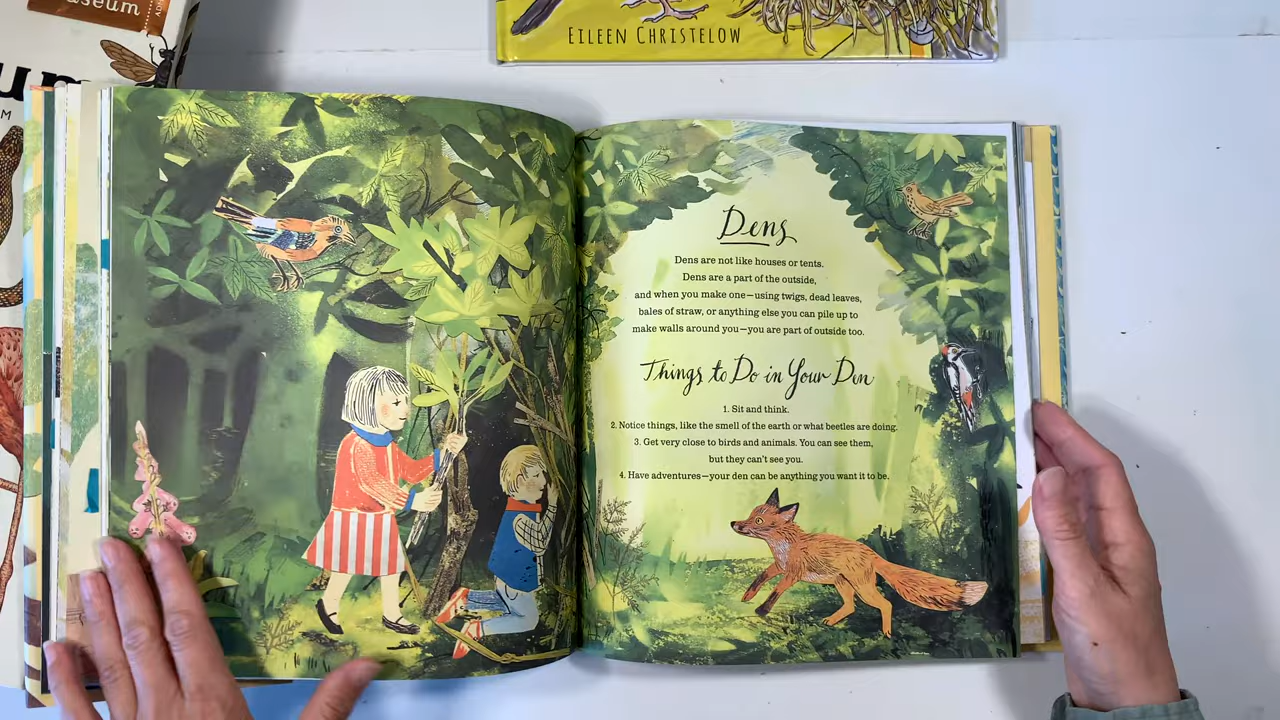 useum
um
M
EILEEN CHRISTELOW
Dens
Dens are not like houses or tents.
Dens are a part of the outside,
and when you make one—using twigs, dead leaves,
bales of straw, or anything else you can pile up to
make walls around you—you are part of outside too.
Things to Do in Your Den
1. Sit and think.
2. Notice things, like the smell of the earth or what beetles are doing.
3. Get very close to birds and animals. You can see them,
but they can't see you.
4. Have adventures—your den can be anything you want it to be.